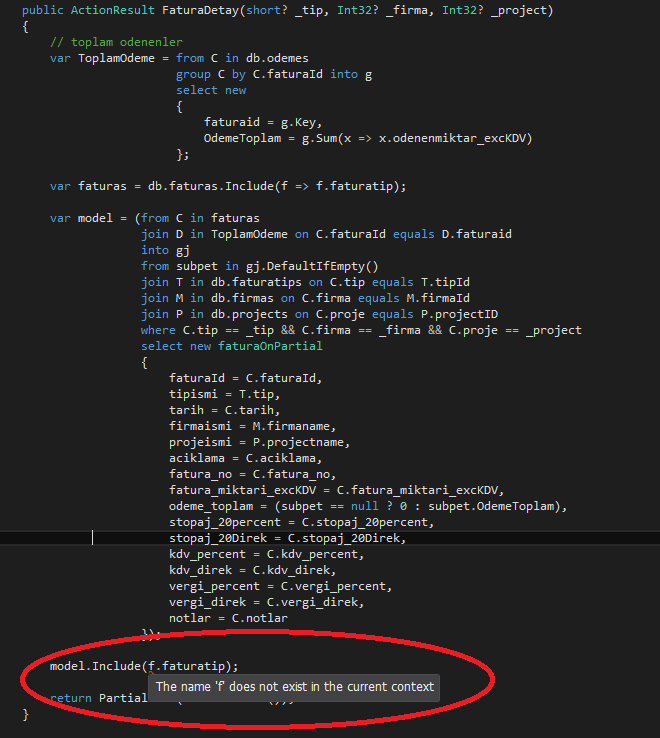 public ActionResult FaturaDetay(short? _tip, Int32? _firma, Int32? _project)
{
// toplam odenenler
var ToplamOdeme = from C in db.odemes
group C by C.faturaId into g
select new
{
faturaid = g.Key,
OdemeToplam = g.Sum(x => x.odenenmiktar_excKDV)
};
var faturas = db.faturas.Include(f => f.faturatip);
var model = (from C in faturas
join D in ToplamOdeme on C.faturaId equals D.faturaid
into gj
from subpet in gj.DefaultIfEmpty()
join T in db.faturatips on C.tip equals T.tipId
join M in db.firmas on C.firma equals M.firmaId
join P in db.projects on C.proje equals P.projectID
where C.tip == _tip && C.firma == _firma && C.proje == _project
select new faturaOnPartial
{
faturaId = C.faturaId,
tipismi = T.tip,
tarih = C.tarih,
firmaismi = M.firmaname,
projeismi = P.projectname,
aciklama = C.aciklama,
fatura_no = C.fatura_no,
fatura_miktari_excKDV = C.fatura_miktari_excKDV,
odeme_toplam = (subpet == null ? 0 : subpet.OdemeToplam),
stopaj_20percent = C.stopaj_20percent,
stopaj_20Direk = C.stopaj_20Direk,
kdv_percent = C.kdv_percent,
kdv_direk = C.kdv_direk,
vergi_percent = C.vergi_percent,
vergi_direk = C.vergi_direk,
notlar = C.notlar
});
model.Include(f.faturatip);
The name 'f' does not exist in the current context
return Partial
}